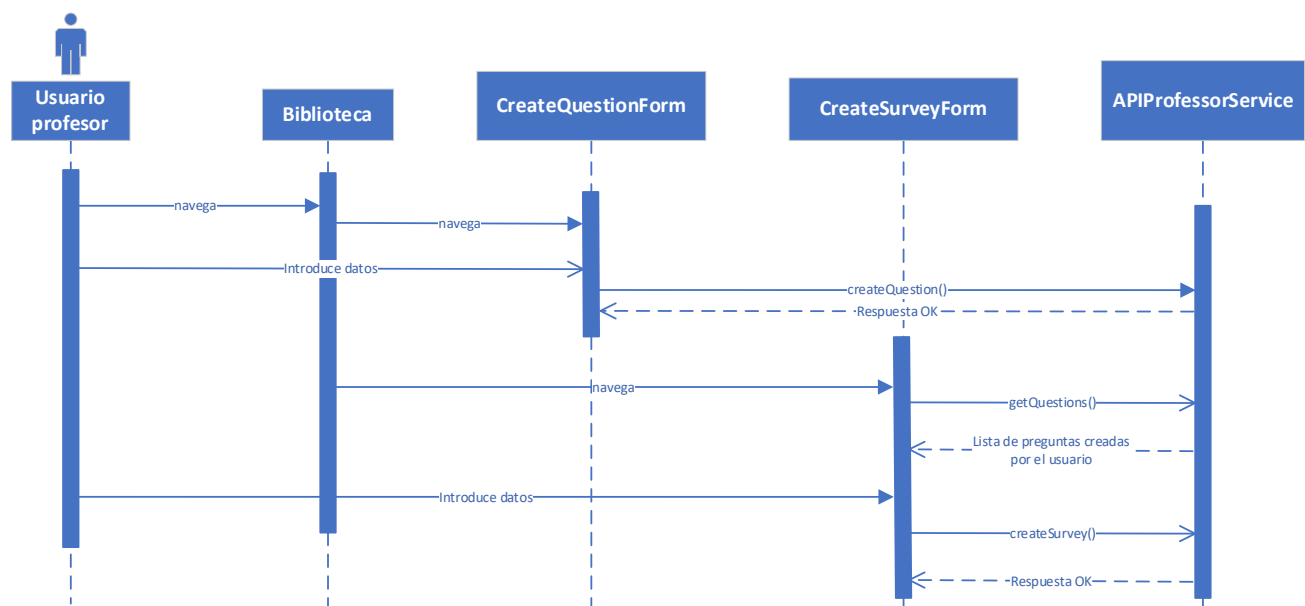 Usuario
profesor
Biblioteca
CreateQuestionForm
CreateSurveyForm
APIProfessorService
navega
navega
Introduce datos
createQuestion()
Respuesta OK
navega
getQuestions()
Lista de preguntas creadas
por el usuario
Introduce datos
createSurvey()
Respuesta OK